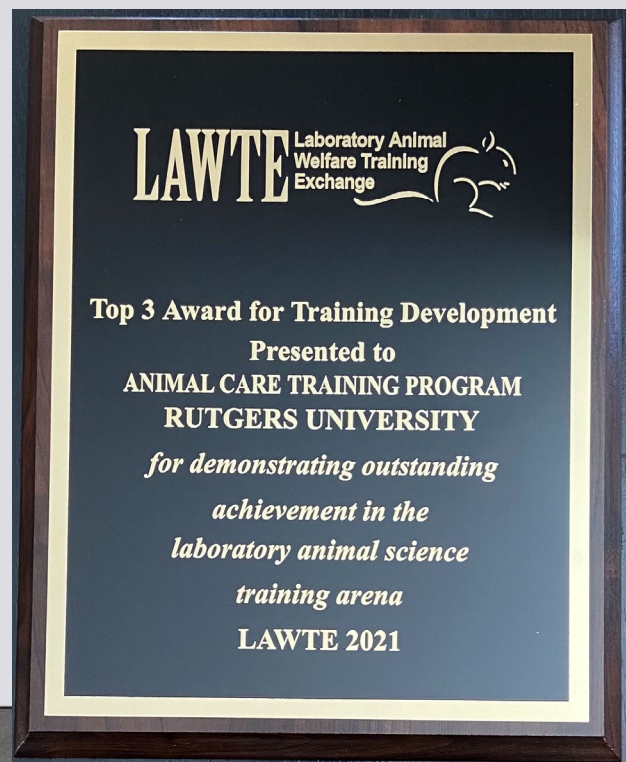 LAWTE
Laboratory Animal
Welfare Training
Exchange
Top 3 Award for Training Development
Presented to
ANIMAL CARE TRAINING PROGRAM
RUTGERS UNIVERSITY
for demonstrating outstanding
achievement in the
laboratory animal science
training arena
LAWTE 2021